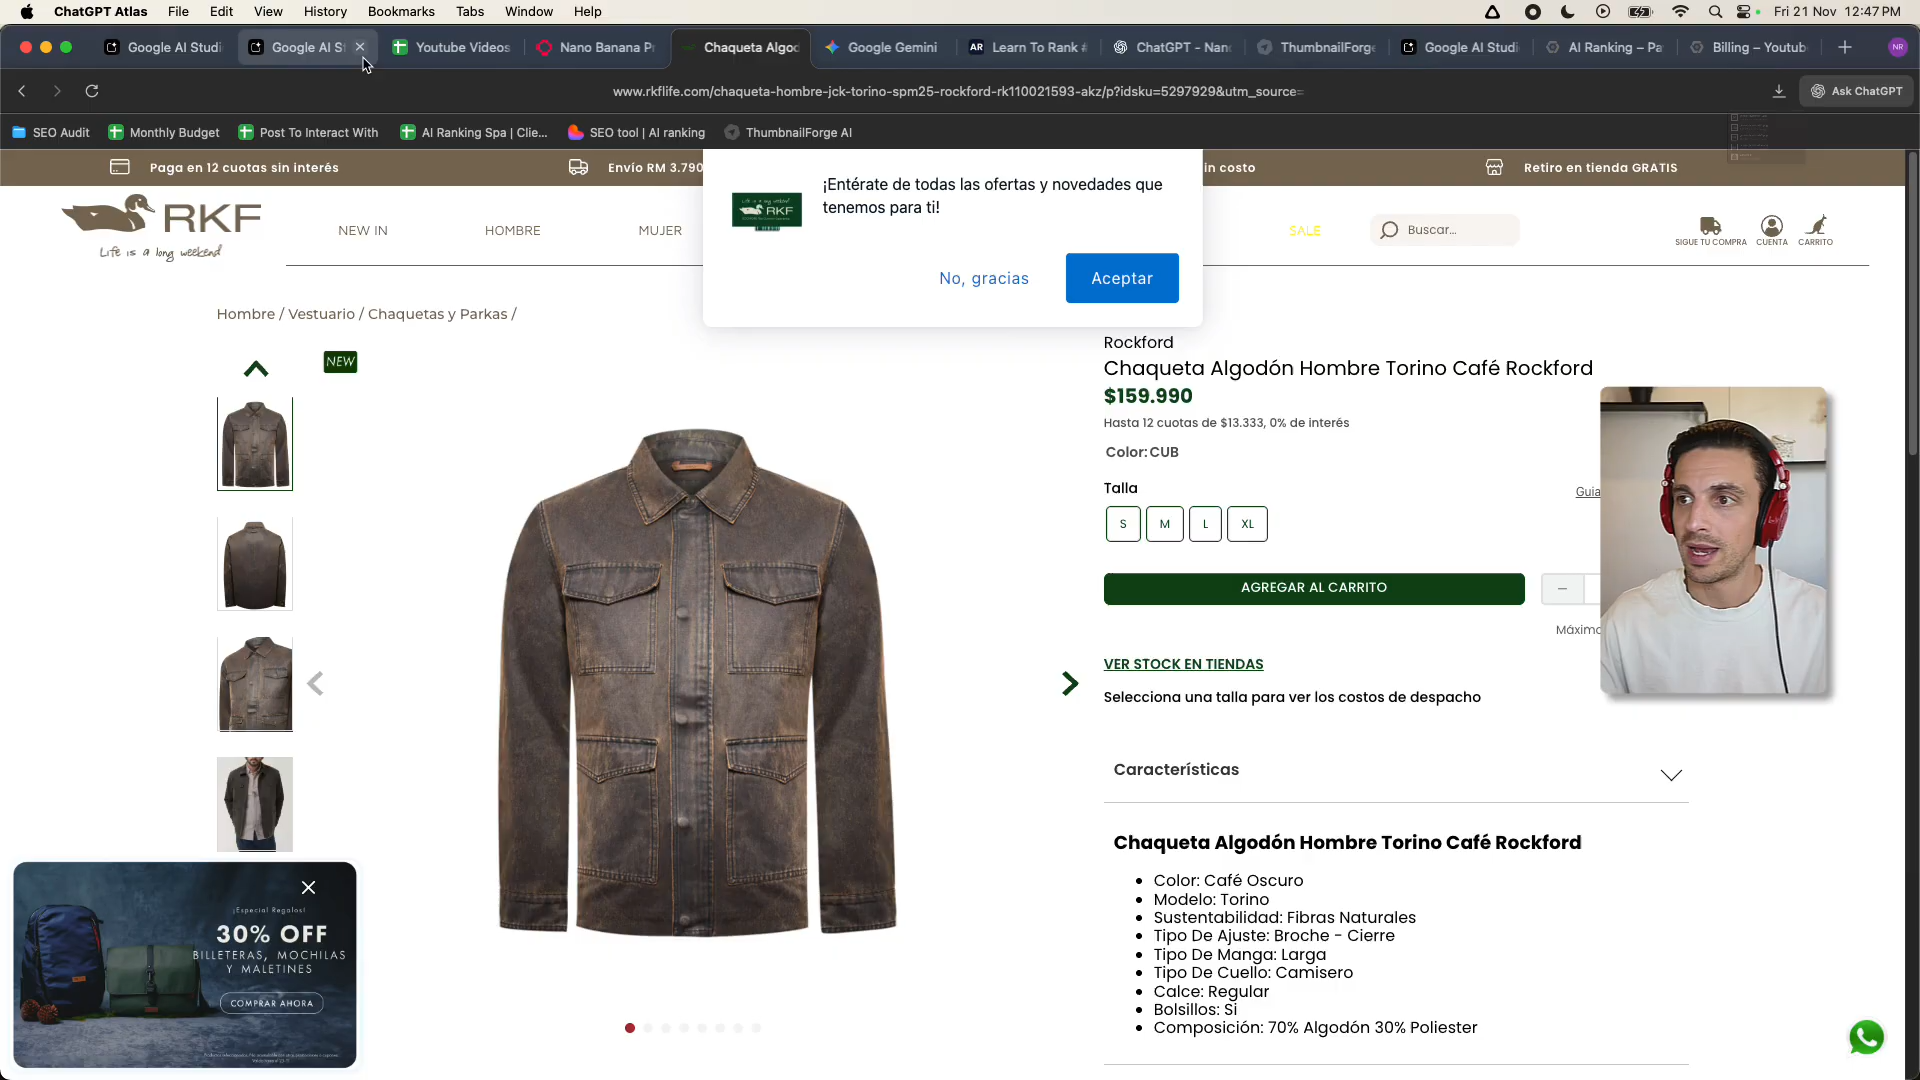 ChatGPT Atlas File Edit View History Bookmarks Tabs Window Help Fri 21 Nov 12:47 PM
Google AI Studi Google AI S Youtube Videos Nano Banana P Chaqueta Algod Google Gemini AR Learn To Rank ChatGPT - Nan ThumbnailForge Google AI Studi AI Ranking – Pa Billing – Youtub NR
www.rkflife.com/chaqueta-hombre-jck-torino-spm25-rockford-rk110021593-akz/p?idsku=5297929&utm_source= Ask ChatGPT
SEO Audit Monthly Budget Post To Interact With AI Ranking Spa | Clie... SEO tool | AI ranking ThumbnailForge AI
Paga en 12 cuotas sin interés Envío RM 3.790 in costo Retiro en tienda GRATIS
¡Entérate de todas las ofertas y novedades que
tenemos para ti!
No, gracias Aceptar
RKF
Life is a long weekend
NEW IN HOMBRE MUJER SALE Buscar... SIGUE TU COMPRA CUENTA CARRITO
Hombre / Vestuario / Chaquetas y Parkas /
NEW
Rockford
Chaqueta Algodón Hombre Torino Café Rockford
$159.990
Hasta 12 cuotas de $13.333, 0% de interés
Color: CUB
Talla
Guia
S M L XL
AGREGAR AL CARRITO
Máximo
VER STOCK EN TIENDAS
Selecciona una talla para ver los costos de despacho
Características
Chaqueta Algodón Hombre Torino Café Rockford
Color: Café Oscuro
Modelo: Torino
Sustentabilidad: Fibras Naturales
Tipo De Ajuste: Broche - Cierre
Tipo De Manga: Larga
Tipo De Cuello: Camisero
Calce: Regular
Bolsillos: Si
Composición: 70% Algodón 30% Poliester
¡Especial Regalos!
30% OFF
BILLETERAS, MOCHILAS
Y MALETINES
COMPRAR AHORA